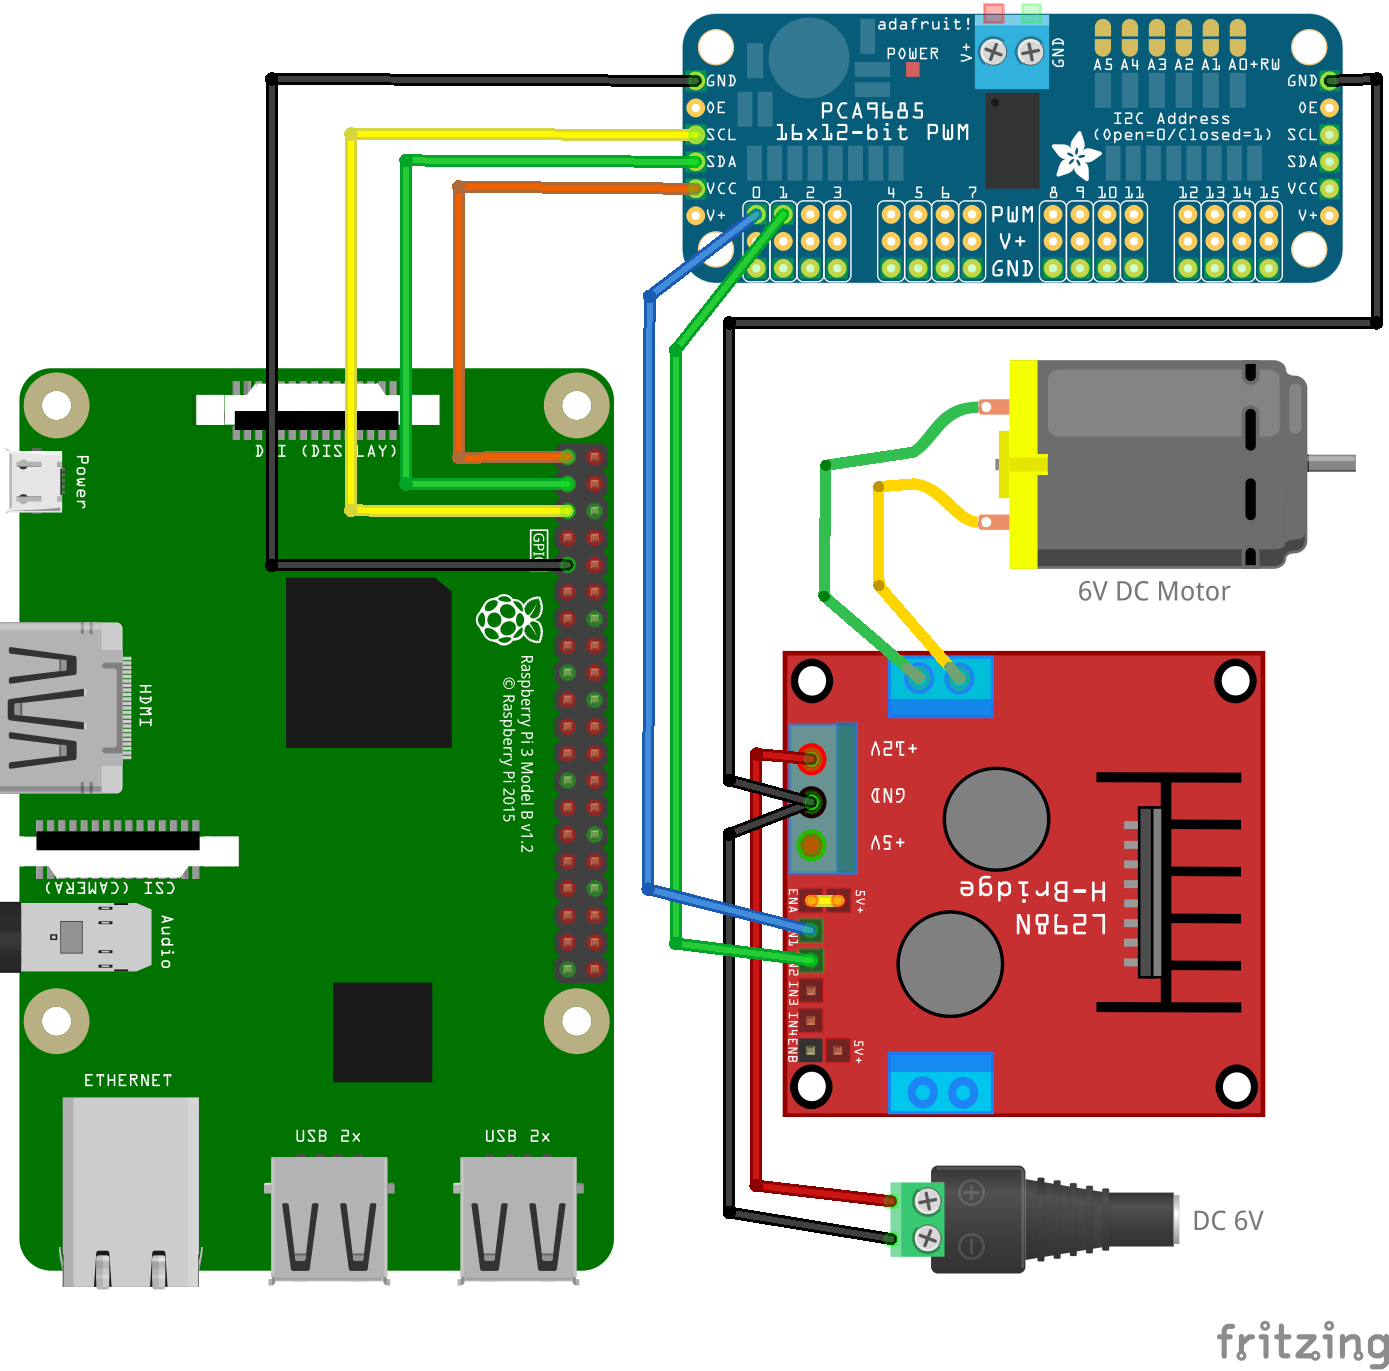 adafruit!
POWER
V+
GND
A5 A4 A3 A2 A1 A0+RW
PCA9685
16x12-bit PWM
I2C Address
(Open=0/Closed=1)
GND
OE
SCL
SDA
VCC
V+
GND
OE
SCL
SDA
VCC
V+
0 1 2 3 4 5 6 7 8 9 10 11 12 13 14 15
PWM
V+
GND
DSI (DISPLAY)
Power
HDMI
Raspberry Pi 3 Model B v1.2
© Raspberry Pi 2015
CSI (CAMERA)
Audio
ETHERNET
USB 2x
USB 2x
6V DC Motor
+12V
GND
+5V
ENA
5V+
IN3
IN4
ENB
5V+
H-Bridge
L298N
DC 6V
fritzing